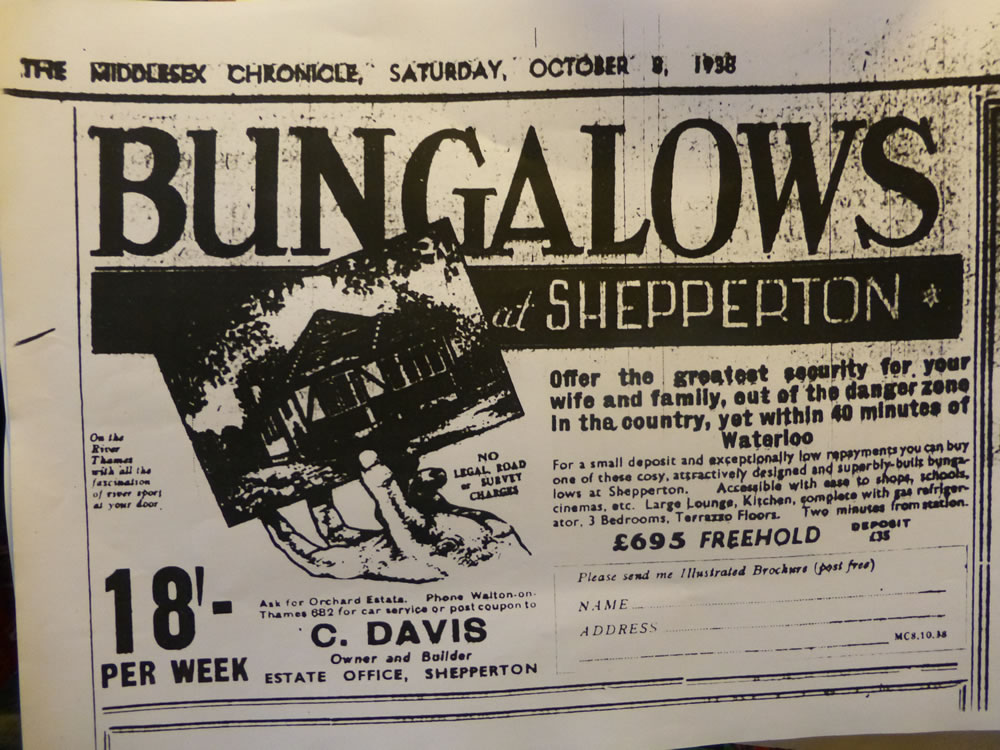 THE MIDDLESEX CHRONICLE, SATURDAY, OCTOBER 8, 1938
BUNGALOWS
at SHEPPERTON *
Offer the greatest security for your
wife and family, out of the danger zone
in the country, yet within 40 minutes of
Waterloo
For a small deposit and exceptionally low repayments you can buy
one of these cosy, attractively designed and superbly-built bunga-
lows at Shepperton. Accessible with ease to shops, schools,
cinemas, etc. Large Lounge, Kitchen, complete with gas refriger-
ator, 3 Bedrooms, Terrazzo Floors. Two minutes from station.
£695 FREEHOLD
DEPOSIT
£35
On the
River
Thames
with all the
fascination
of river sport
at your door.
NO
LEGAL, ROAD
or SURVEY
CHARGES
18'-
PER WEEK
Ask for Orchard Estate. Phone Walton-on-
Thames 682 for car service or post coupon to
C. DAVIS
Owner and Builder
ESTATE OFFICE, SHEPPERTON
Please send me Illustrated Brochure (post free)
NAME
ADDRESS
MC8.10.38